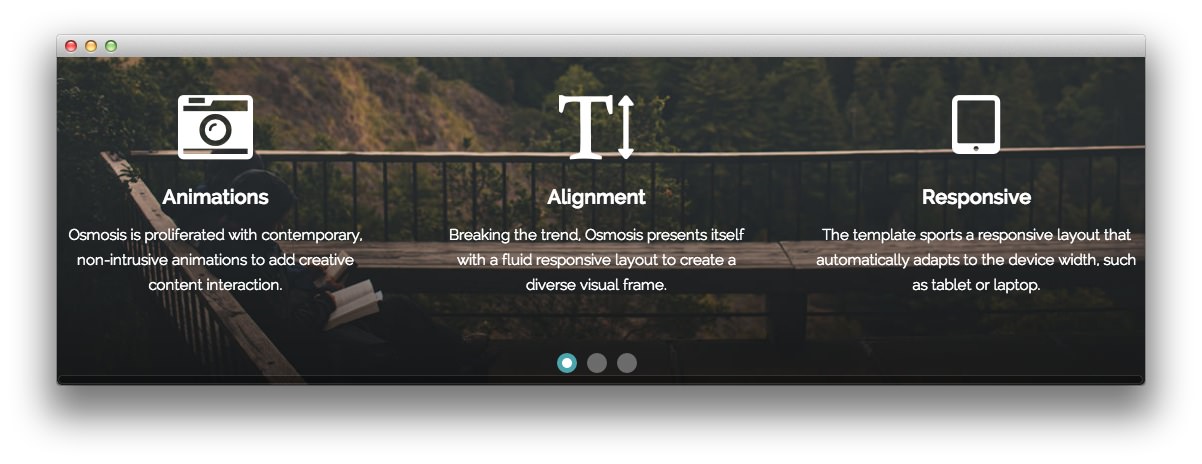 Animations
Osmosis is proliferated with contemporary,
non-intrusive animations to add creative
content interaction.
Alignment
Breaking the trend, Osmosis presents itself
with a fluid responsive layout to create a
diverse visual frame.
Responsive
The template sports a responsive layout that
automatically adapts to the device width, such
as tablet or laptop.